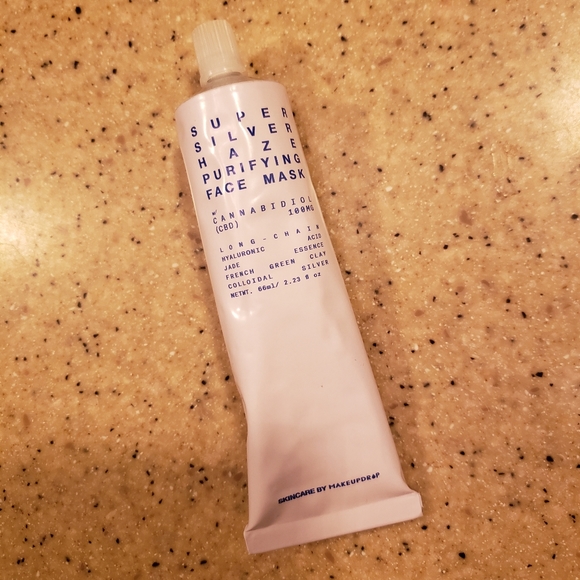 SUPER
SILVER
HAZE
PURIFYING
FACE MASK
w/
CANNABIDIOL
(CBD) 100MG
LONG-CHAIN
HYALURONIC ACID
JADE ESSENCE
FRENCH GREEN CLAY
COLLOIDAL SILVER
NETWT. 66ml/ 2.23 fl oz
SKINCARE BY MAKEUPDROP